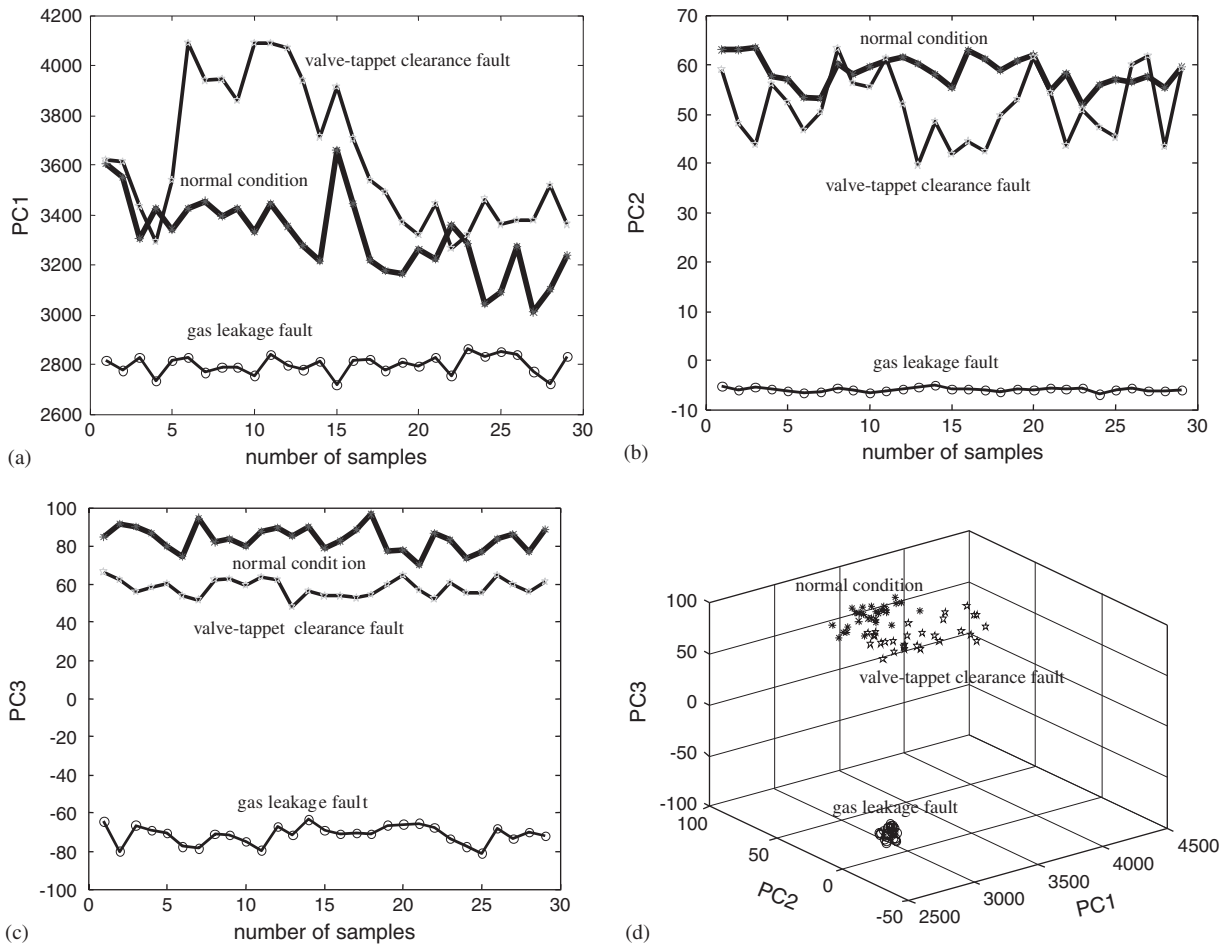 4200
4000
3800
3600
3400
3200
3000
2800
2600
PC1
valve-tappet clearance fault
normal condition
gas leakage fault
0
5
10
15
20
25
30
number of samples
(a)
70
60
50
40
30
20
10
0
-10
PC2
normal condition
valve-tappet clearance fault
gas leakage fault
0
5
10
15
20
25
30
number of samples
(b)
100
80
60
40
20
0
-20
-40
-60
-80
-100
PC3
normal condit ion
valve-tappet clearance fault
gas leakage fault
0
5
10
15
20
25
30
number of samples
(c)
100
50
0
-50
-100
PC3
normal condition
valve-tappet clearance fault
gas leakage fault
100
50
0
-50
PC2
2500
3000
3500
4000
4500
PC1
(d)